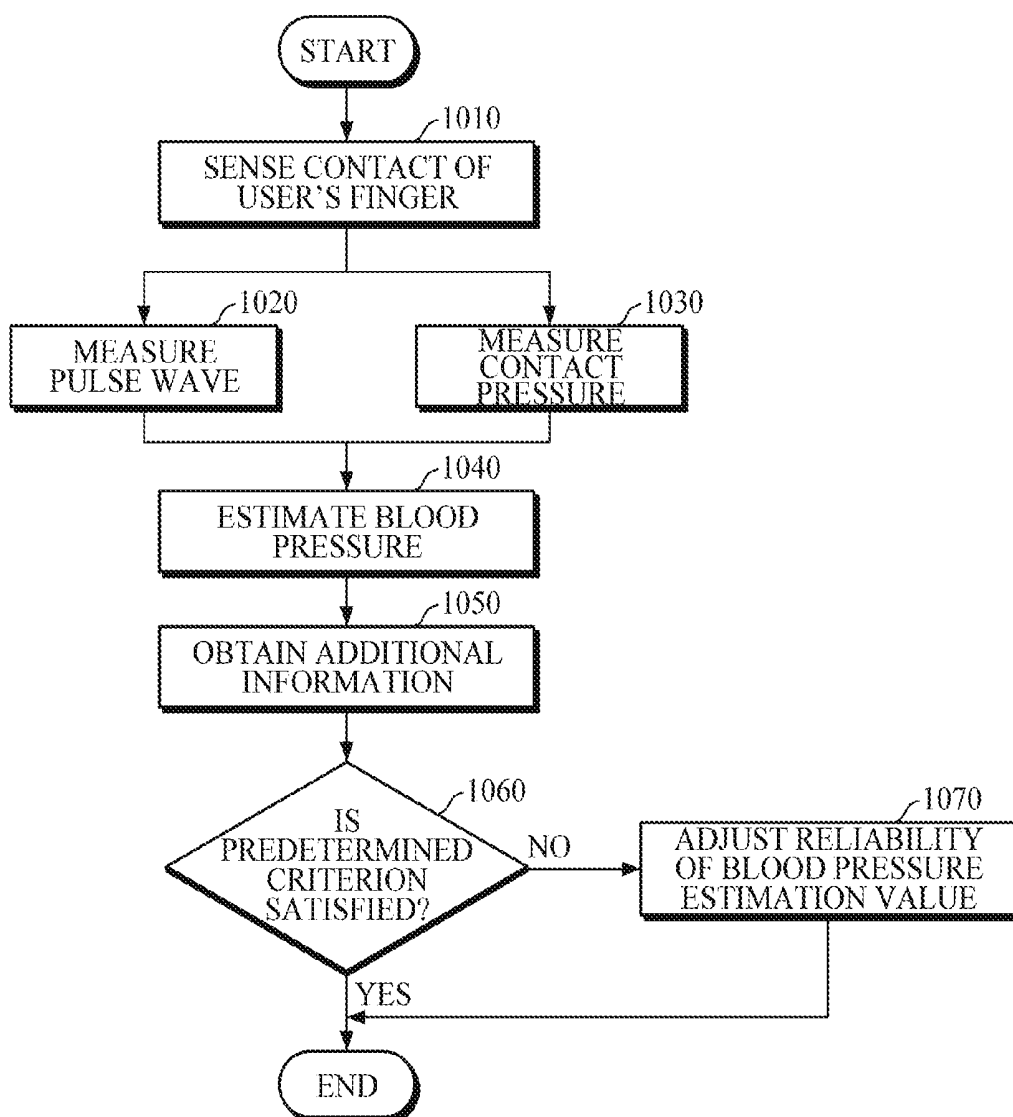 START
1010
SENSE CONTACT OF
USER'S FINGER
1020
MEASURE
PULSE WAVE
1030
MEASURE
CONTACT
PRESSURE
1040
ESTIMATE BLOOD
PRESSURE
1050
OBTAIN ADDITIONAL
INFORMATION
1060
IS
PREDETERMINED
CRITERION
SATISFIED?
NO
1070
ADJUST RELIABILITY
OF BLOOD PRESSURE
ESTIMATION VALUE
YES
END